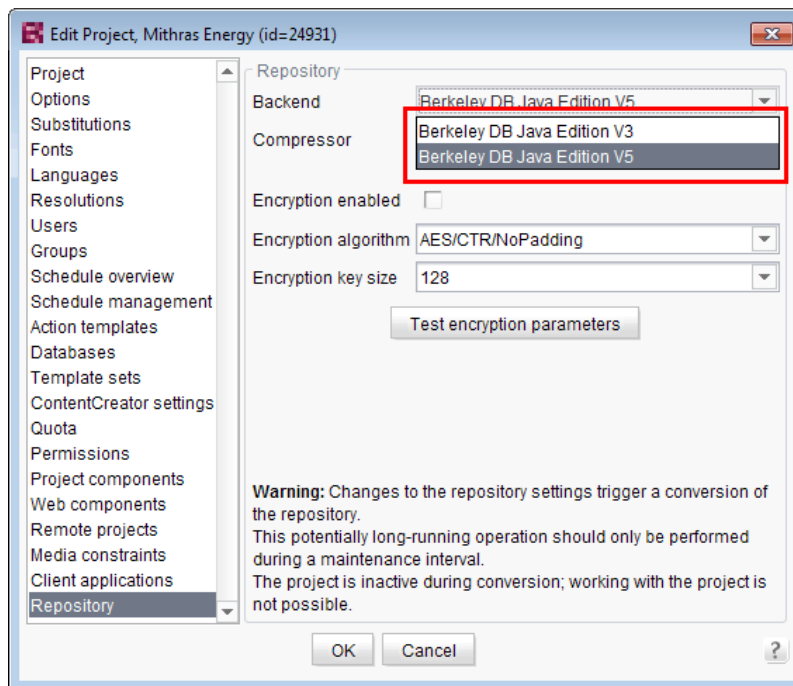 Edit Project, Mithras Energy (id=24931)
Project
Options
Substitutions
Fonts
Languages
Resolutions
Users
Groups
Schedule overview
Schedule management
Action templates
Databases
Template sets
ContentCreator settings
Quota
Permissions
Project components
Web components
Remote projects
Media constraints
Client applications
Repository
Repository
Backend
Berkeley DB Java Edition V5
Compressor
Berkeley DB Java Edition V3
Berkeley DB Java Edition V5
Encryption enabled
Encryption algorithm AES/CTR/NoPadding
Encryption key size 128
Test encryption parameters
Warning: Changes to the repository settings trigger a conversion of
the repository.
This potentially long-running operation should only be performed
during a maintenance interval.
The project is inactive during conversion; working with the project is
not possible.
OK Cancel ?